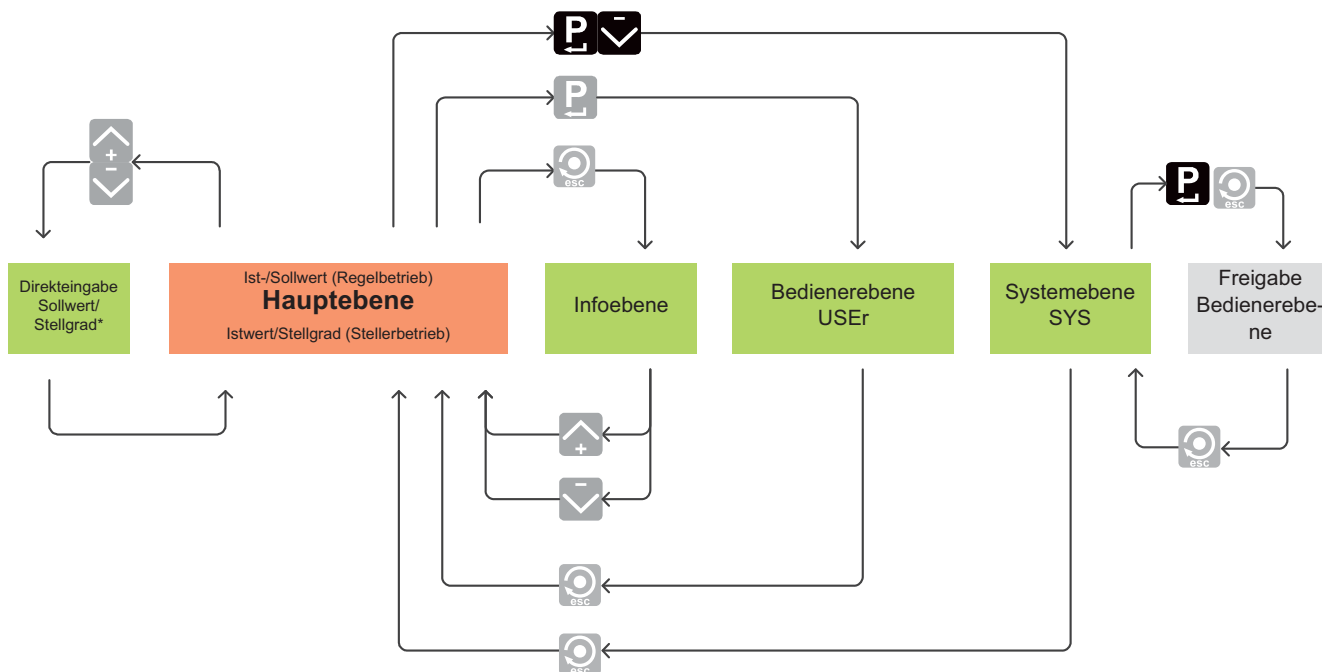 P
−
P
esc
+
−
P
esc
Direkteingabe
Sollwert/
Stellgrad*
Ist-/Sollwert (Regelbetrieb)
Hauptebene
Istwert/Stellgrad (Stellerbetrieb)
Infoebene
Bedienerebene
USEr
Systemebene
SYS
Freigabe
Bedienerebe-
ne
+
esc
−
esc
esc